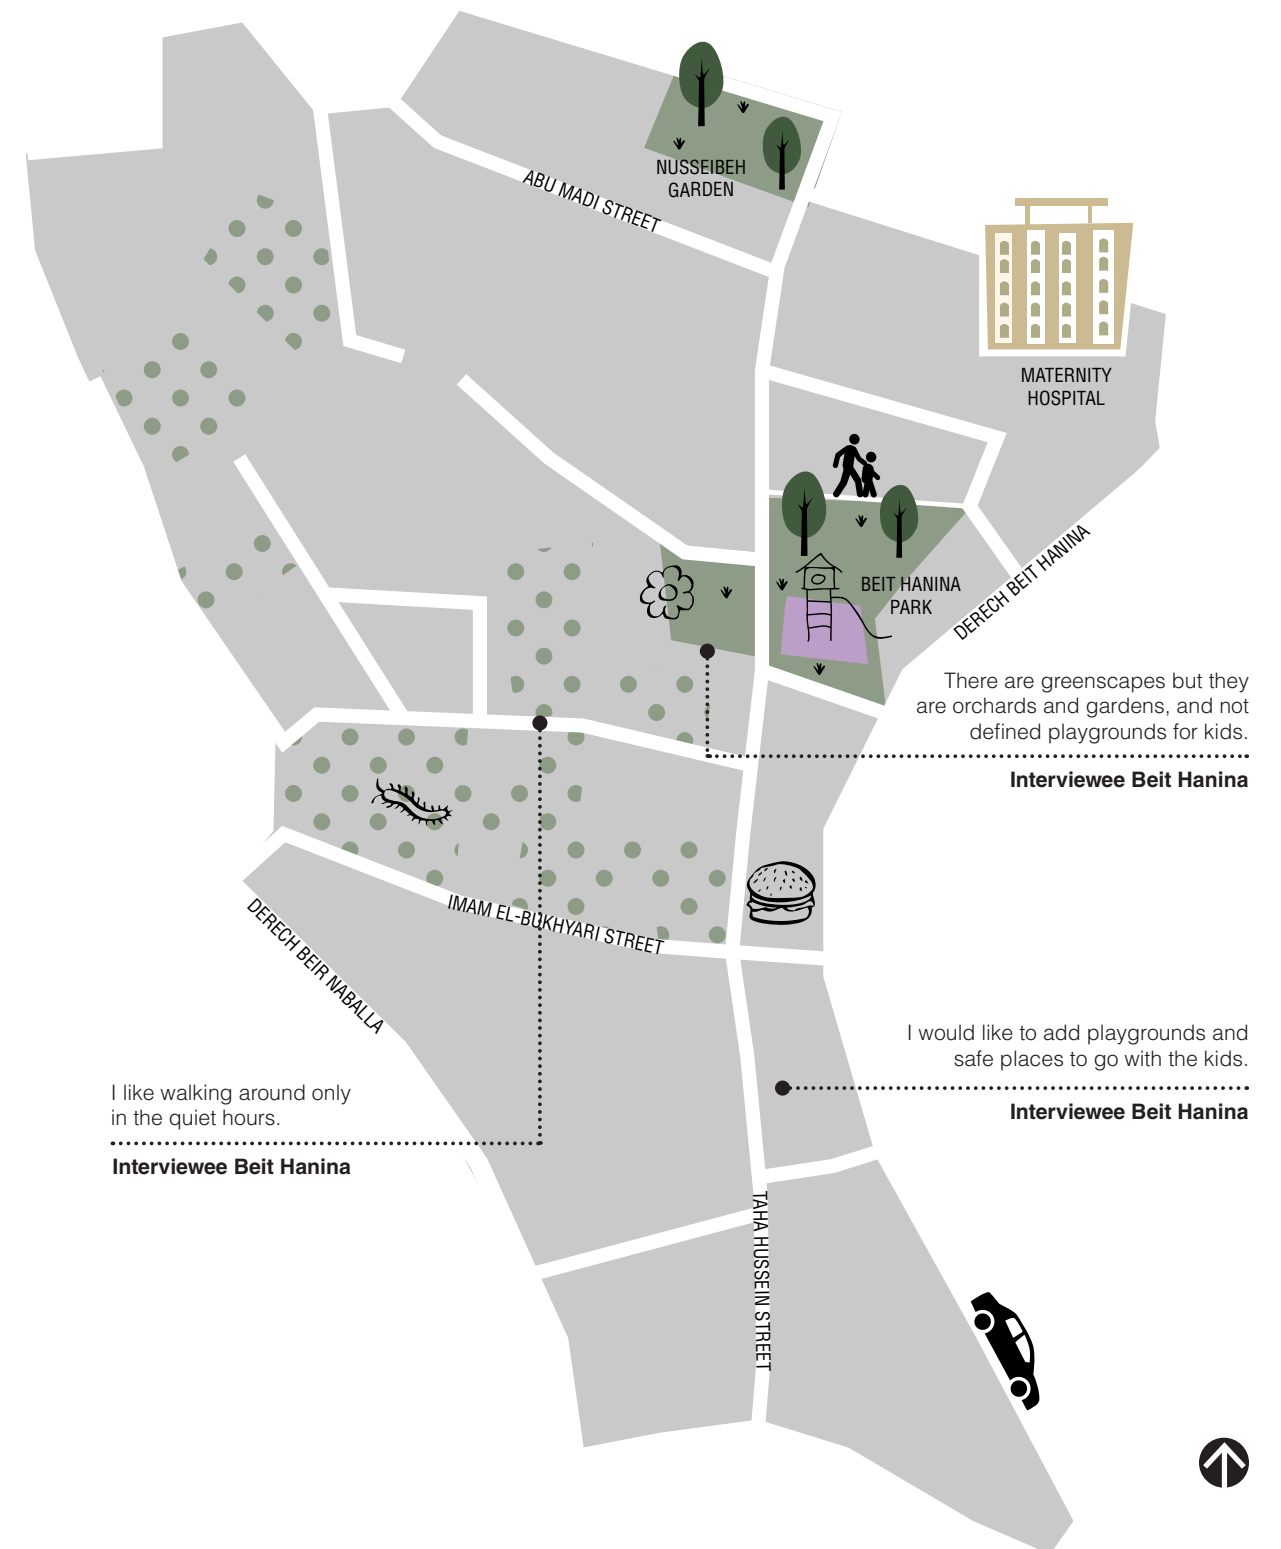 NUSSEIBEH
GARDEN
ABU MADI STREET
MATERNITY
HOSPITAL
BEIT HANINA
PARK
DERECH BEIT HANINA
There are greenscapes but they
are orchards and gardens, and not
defined playgrounds for kids.
Interviewee Beit Hanina
IMAM EL-BUKHYARI STREET
DERECH BEIR NABALLA
I would like to add playgrounds and
safe places to go with the kids.
Interviewee Beit Hanina
I like walking around only
in the quiet hours.
Interviewee Beit Hanina
TAHA HUSSEIN STREET